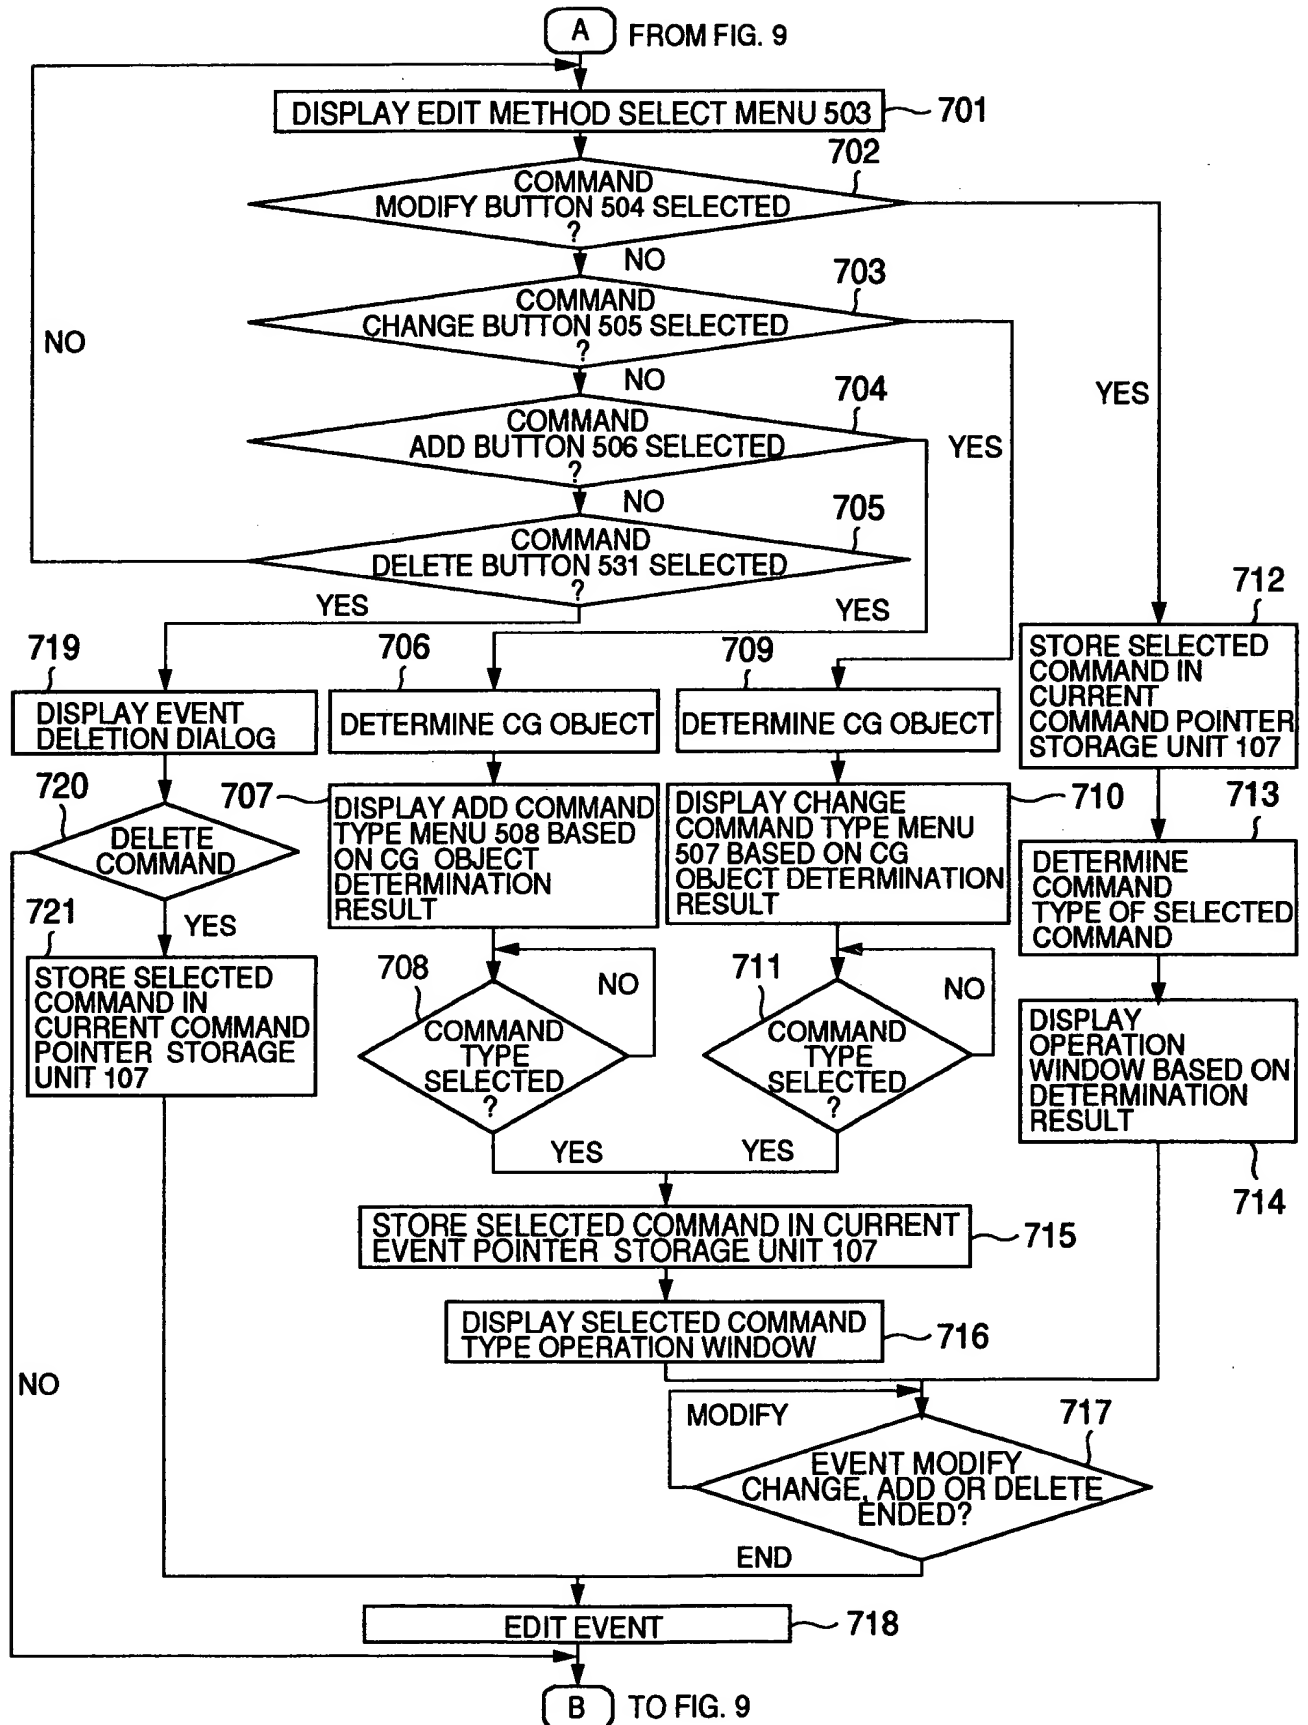 A
FROM FIG. 9
DISPLAY EDIT METHOD SELECT MENU 503
701
702
COMMAND
MODIFY BUTTON 504 SELECTED
?
NO
703
COMMAND
CHANGE BUTTON 505 SELECTED
?
NO
NO
704
YES
COMMAND
ADD BUTTON 506 SELECTED
?
YES
NO
705
COMMAND
DELETE BUTTON 531 SELECTED
?
YES
YES
712
STORE SELECTED
COMMAND IN
CURRENT
COMMAND POINTER
STORAGE UNIT 107
719
706
709
DISPLAY EVENT
DELETION DIALOG
DETERMINE CG OBJECT
DETERMINE CG OBJECT
720
707
710
713
DELETE
COMMAND
DISPLAY ADD COMMAND
TYPE MENU 508 BASED
ON CG OBJECT
DETERMINATION
RESULT
DISPLAY CHANGE
COMMAND TYPE MENU
507 BASED ON CG
OBJECT DETERMINATION
RESULT
DETERMINE
COMMAND
TYPE OF SELECTED
COMMAND
721
YES
STORE SELECTED
COMMAND IN
CURRENT COMMAND
POINTER STORAGE
UNIT 107
708
NO
COMMAND
TYPE
SELECTED
?
711
NO
COMMAND
TYPE
SELECTED
?
DISPLAY
OPERATION
WINDOW BASED ON
DETERMINATION
RESULT
714
YES
YES
STORE SELECTED COMMAND IN CURRENT
EVENT POINTER STORAGE UNIT 107
715
DISPLAY SELECTED COMMAND
TYPE OPERATION WINDOW
716
NO
MODIFY
717
EVENT MODIFY
CHANGE, ADD OR DELETE
ENDED?
END
EDIT EVENT
718
B
TO FIG. 9